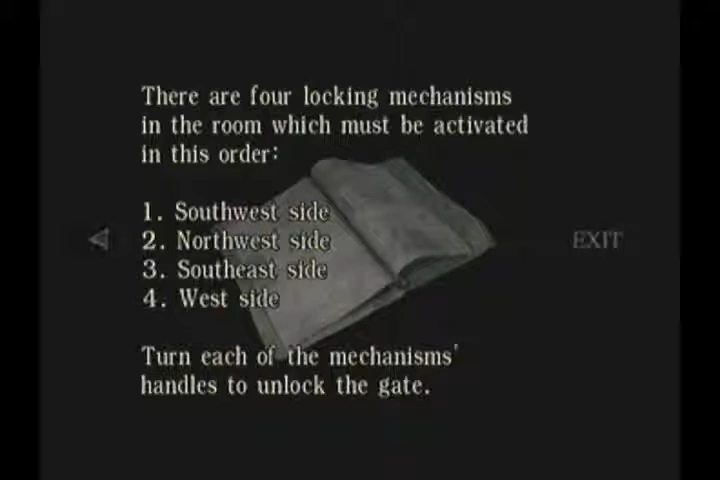 There are four locking mechanisms
in the room which must be activated
in this order:
1. Southwest side
2. Northwest side
3. Southeast side
4. West side
EXIT
Turn each of the mechanisms'
handles to unlock the gate.